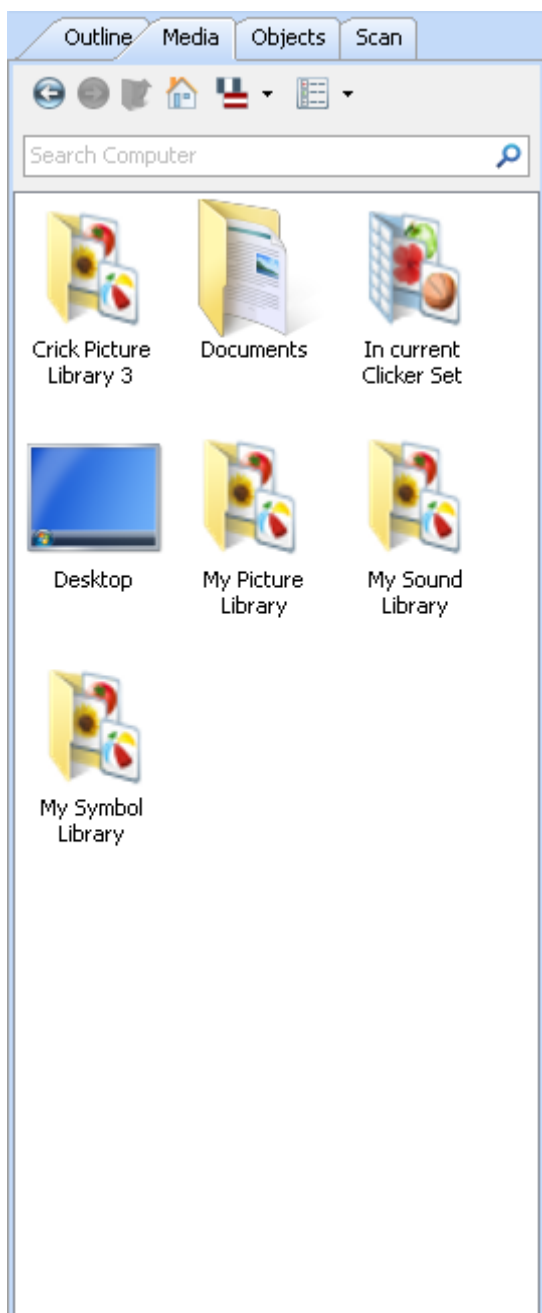 Outline Media Objects Scan
Search Computer
Crick Picture
Library 3
Documents
In current
Clicker Set
Desktop
My Picture
Library
My Sound
Library
My Symbol
Library